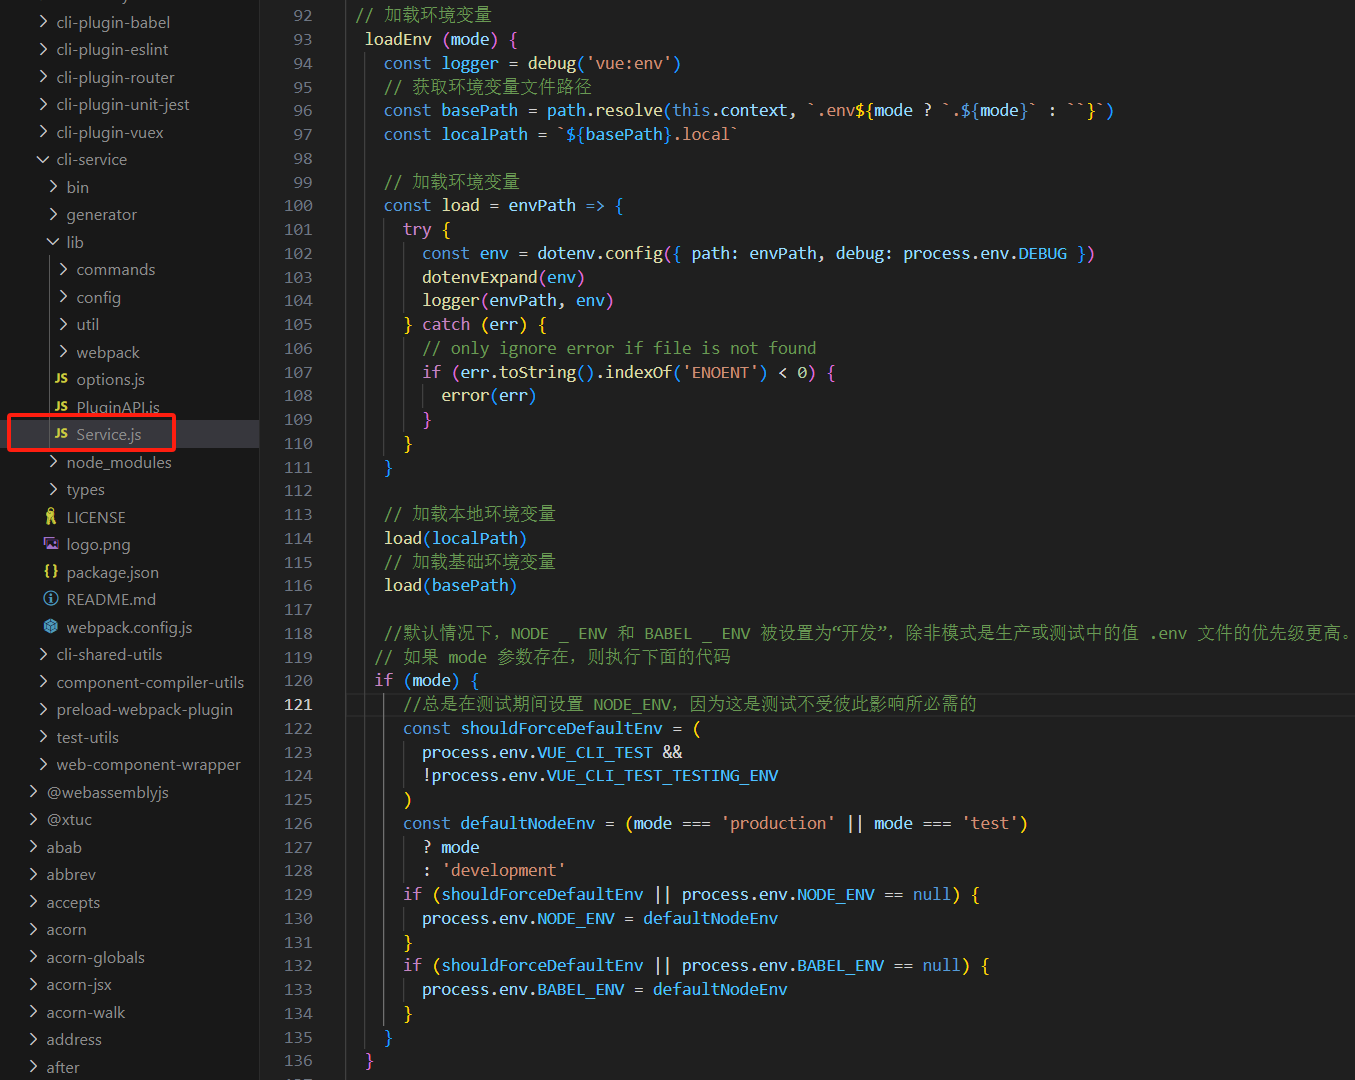 cli-plugin-babel
cli-plugin-eslint
cli-plugin-router
cli-plugin-unit-jest
cli-plugin-vuex
cli-service
bin
generator
lib
commands
config
util
webpack
JS options.js
JS PluginAPI.js
JS Service.js
node_modules
types
LICENSE
logo.png
{} package.json
README.md
webpack.config.js
cli-shared-utils
component-compiler-utils
preload-webpack-plugin
test-utils
web-component-wrapper
@webassemblyjs
@xtuc
abab
abbrev
accepts
acorn
acorn-globals
acorn-jsx
acorn-walk
address
after
92 // 加载环境变量
93 loadEnv (mode) {
94 const logger = debug('vue:env')
95 // 获取环境变量文件路径
96 const basePath = path.resolve(this.context, `.env${mode ? `.${mode}` : ``}`)
97 const localPath = `${basePath}.local`
98
99 // 加载环境变量
100 const load = envPath => {
101 try {
102 const env = dotenv.config({ path: envPath, debug: process.env.DEBUG })
103 dotenvExpand(env)
104 logger(envPath, env)
105 } catch (err) {
106 // only ignore error if file is not found
107 if (err.toString().indexOf('ENOENT') < 0) {
108 error(err)
109 }
110 }
111 }
112
113 // 加载本地环境变量
114 load(localPath)
115 // 加载基础环境变量
116 load(basePath)
117
118 //默认情况下，NODE _ ENV 和 BABEL _ ENV 被设置为“开发”，除非模式是生产或测试中的值 .env 文件的优先级更高。
119 // 如果 mode 参数存在，则执行下面的代码
120 if (mode) {
121 //总是在测试期间设置 NODE_ENV，因为这是测试不受彼此影响所必需的
122 const shouldForceDefaultEnv = (
123 process.env.VUE_CLI_TEST &&
124 !process.env.VUE_CLI_TEST_TESTING_ENV
125 )
126 const defaultNodeEnv = (mode === 'production' || mode === 'test')
127 ? mode
128 : 'development'
129 if (shouldForceDefaultEnv || process.env.NODE_ENV == null) {
130 process.env.NODE_ENV = defaultNodeEnv
131 }
132 if (shouldForceDefaultEnv || process.env.BABEL_ENV == null) {
133 process.env.BABEL_ENV = defaultNodeEnv
134 }
135 }
136 }